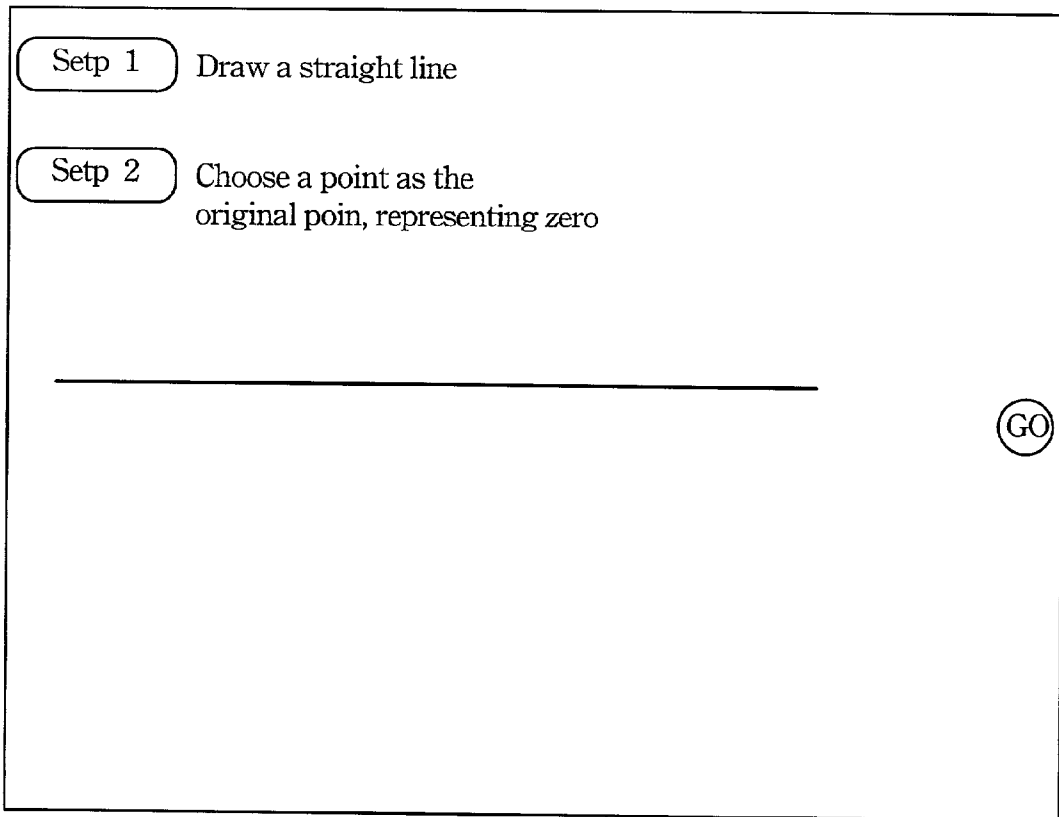 Setp 1 Draw a straight line
Setp 2 Choose a point as the
original poin, representing zero
GO